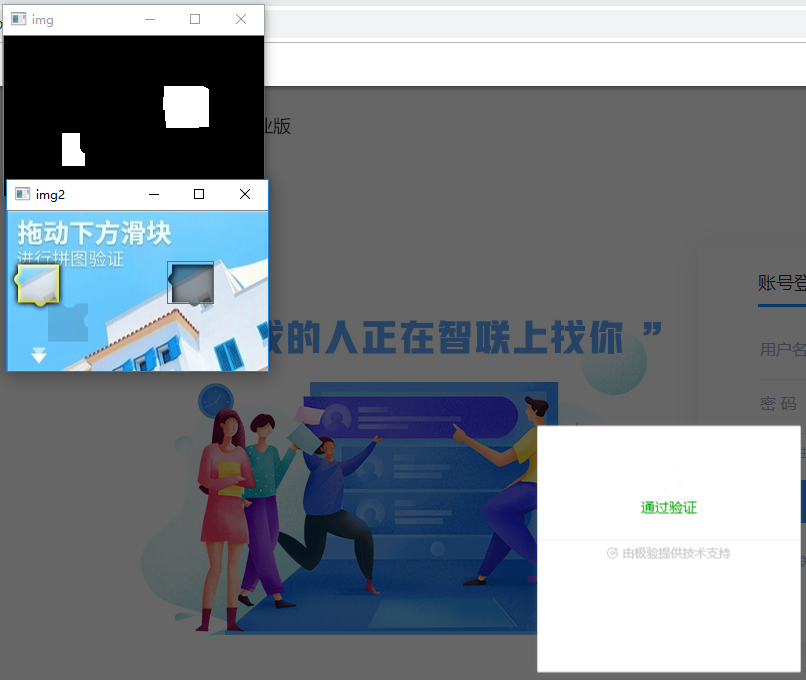 img
业版
img2
拖动下方滑块
进行拼图验证
账号登
的人正在智联上找你 ”
用户名
密 码
通过验证
由极验提供技术支持